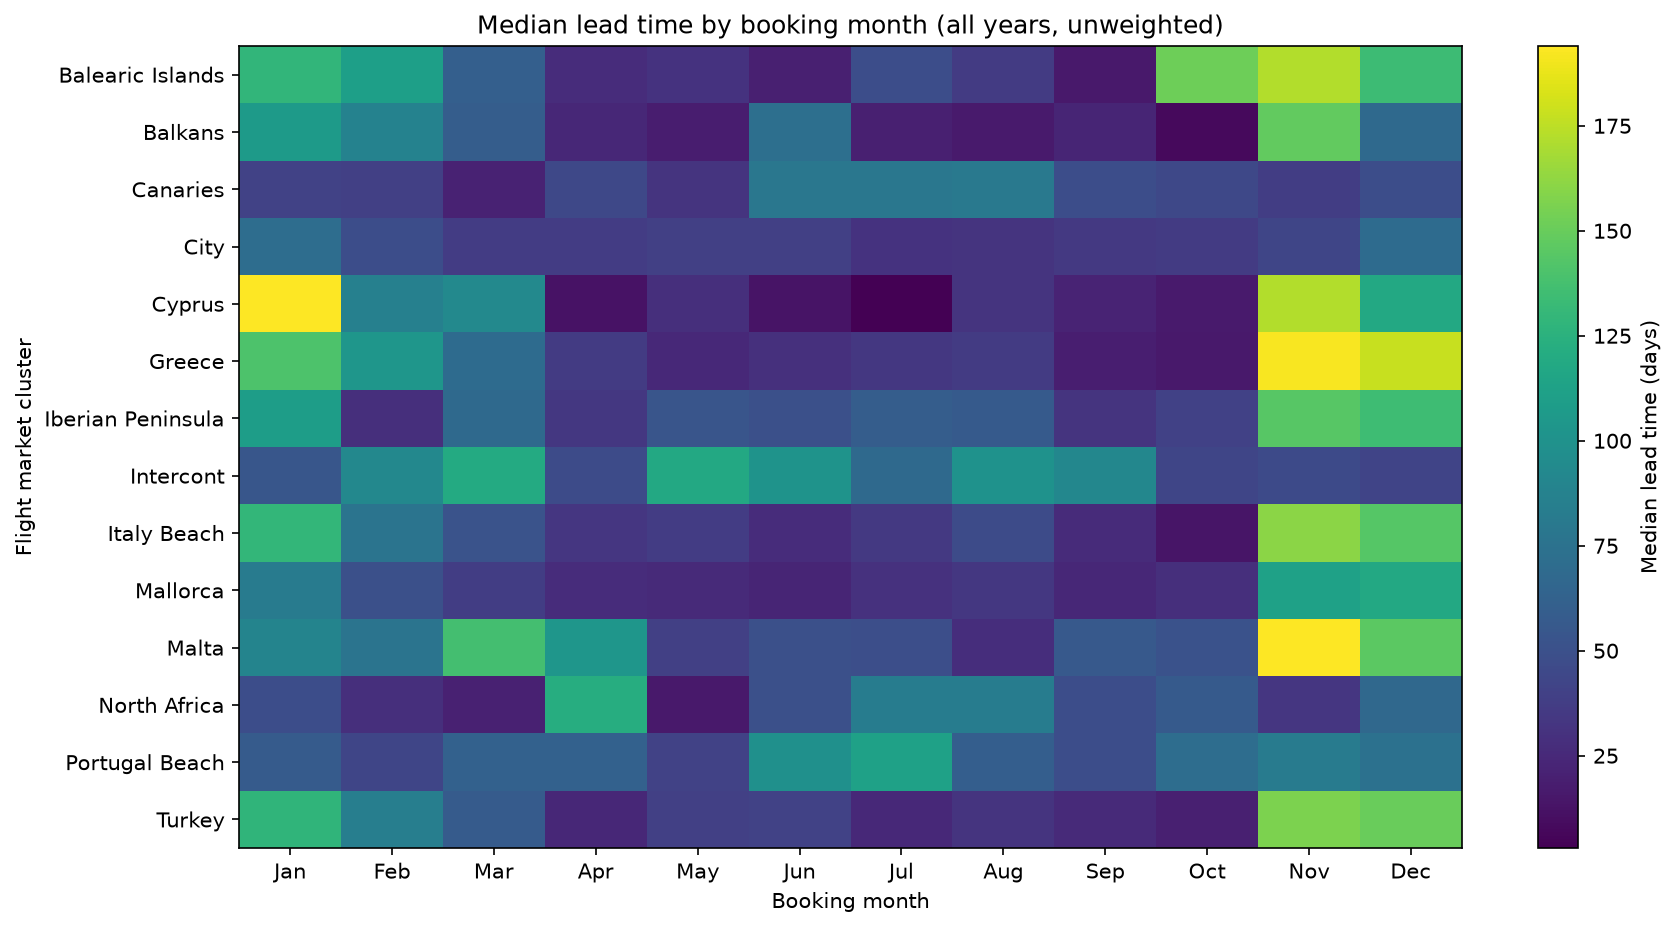 Median lead time by booking month (all years, unweighted)
Flight market cluster
Balearic Islands
Balkans
Canaries
City
Cyprus
Greece
Iberian Peninsula
Intercont
Italy Beach
Mallorca
Malta
North Africa
Portugal Beach
Turkey
Jan Feb Mar Apr May Jun Jul Aug Sep Oct Nov Dec
Booking month
175
150
125
100
75
50
25
Median lead time (days)